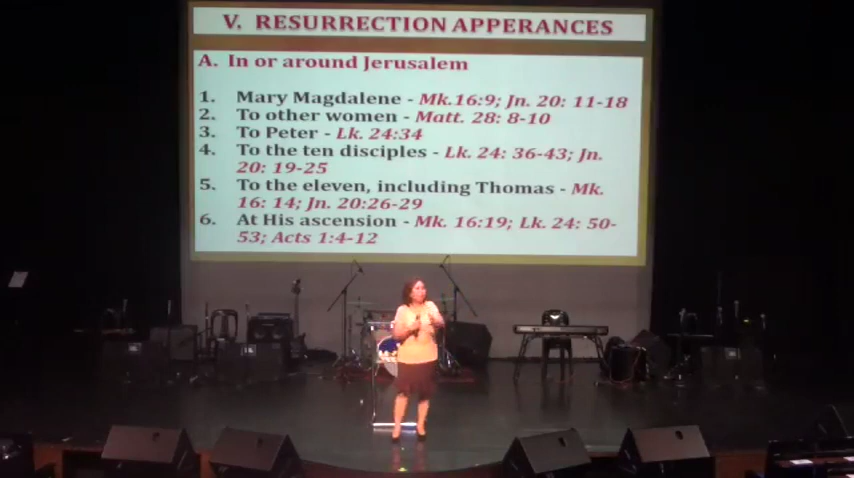 V. RESURRECTION APPERANCES
A. In or around Jerusalem
1. Mary Magdalene - Mk.16:9; Jn. 20: 11-18
2. To other women - Matt. 28: 8-10
3. To Peter - Lk. 24:34
4. To the ten disciples - Lk. 24: 36-43; Jn.
20: 19-25
5. To the eleven, including Thomas - Mk.
16: 14; Jn. 20:26-29
6. At His ascension - Mk. 16:19; Lk. 24: 50-
53; Acts 1:4-12